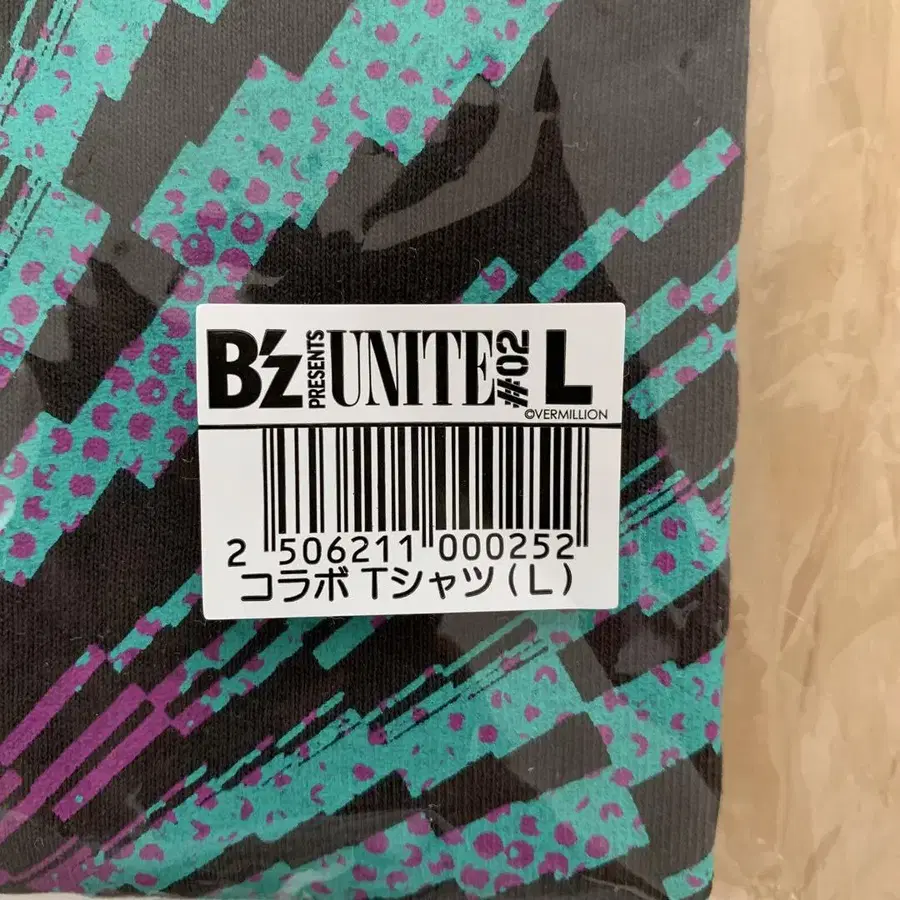 B'z PRESENTS UNITE #02 L
©VERMILLION
2 506211 000252
コラボ Tシャツ(L)